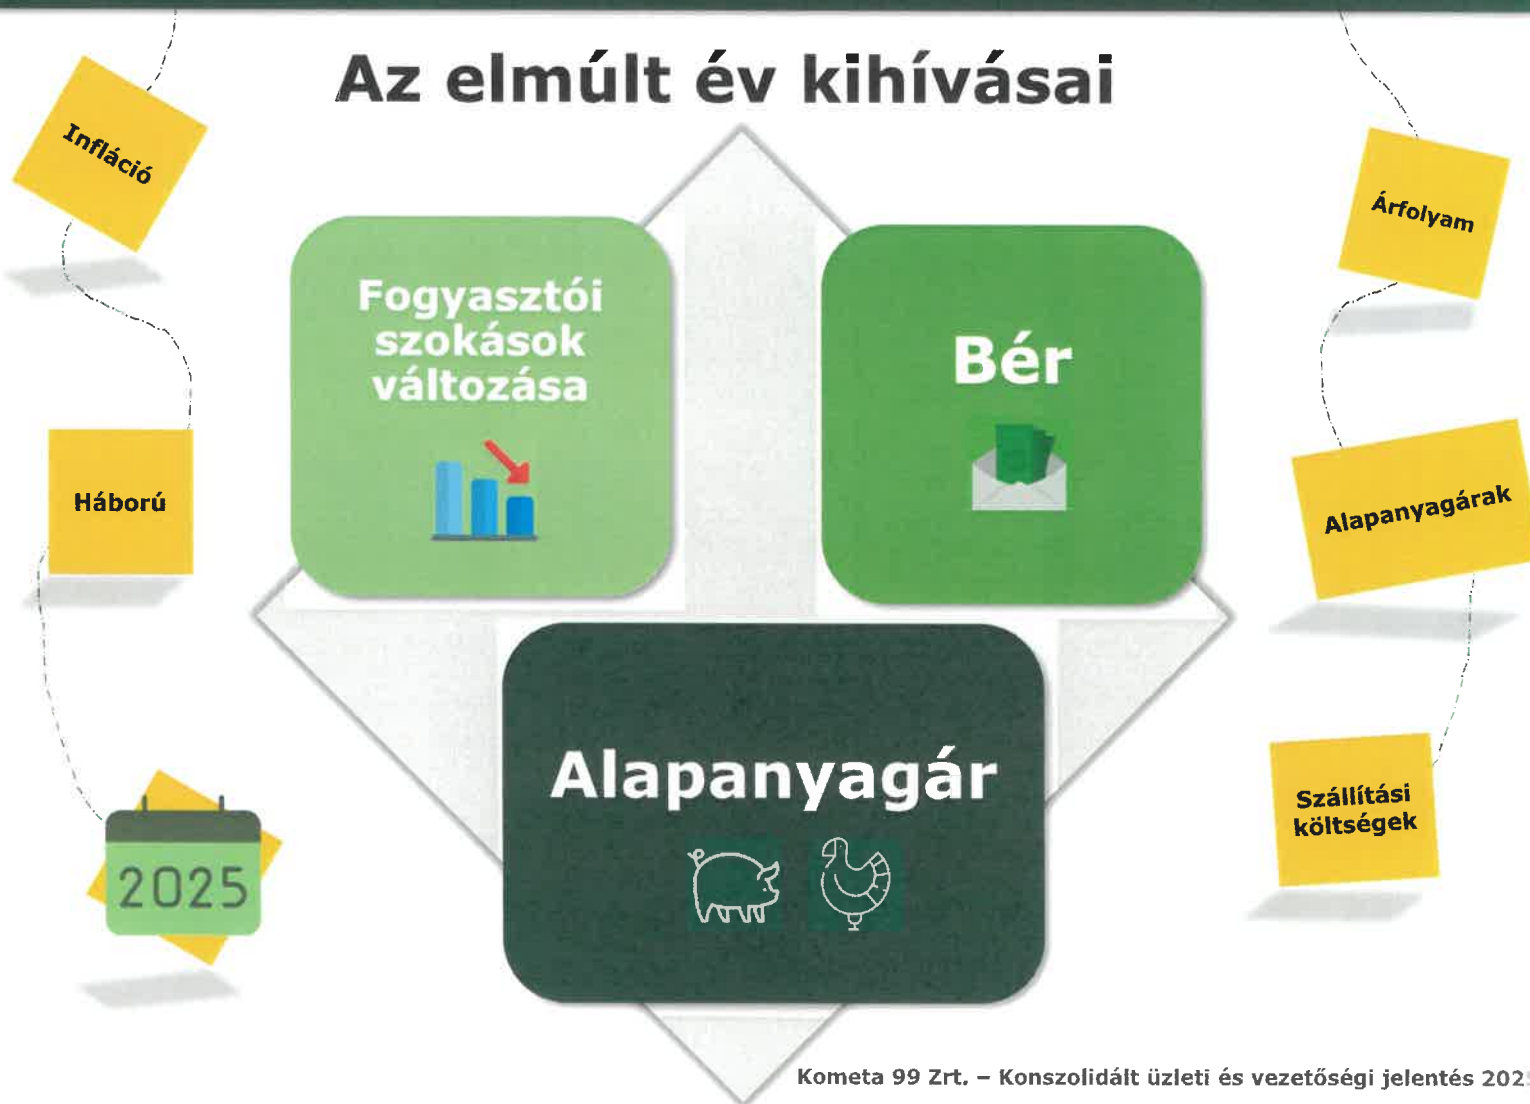 Az elmúlt év kihívásai
Infláció
Háború
2025
Fogyasztói
szokások
változása
Bér
Alapanyagár
Árfolyam
Alapanyagárak
Szállítási
költségek
Kometa 99 Zrt. – Konszolidált üzleti és vezetőségi jelentés 2025